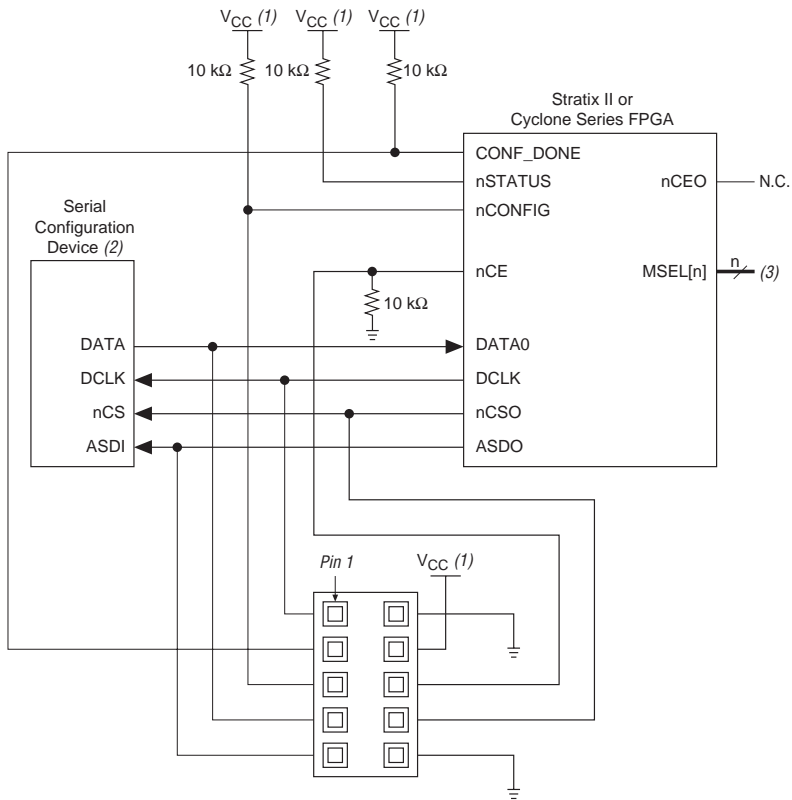 VCC (1) VCC (1) VCC (1)
10 kΩ 10 kΩ 10 kΩ
Stratix II or
Cyclone Series FPGA
CONF_DONE
nSTATUS nCEO N.C.
nCONFIG
Serial
Configuration
Device (2)
nCE MSEL[n] n (3)
10 kΩ
DATA DATA0
DCLK DCLK
nCS nCSO
ASDI ASDO
Pin 1 VCC (1)